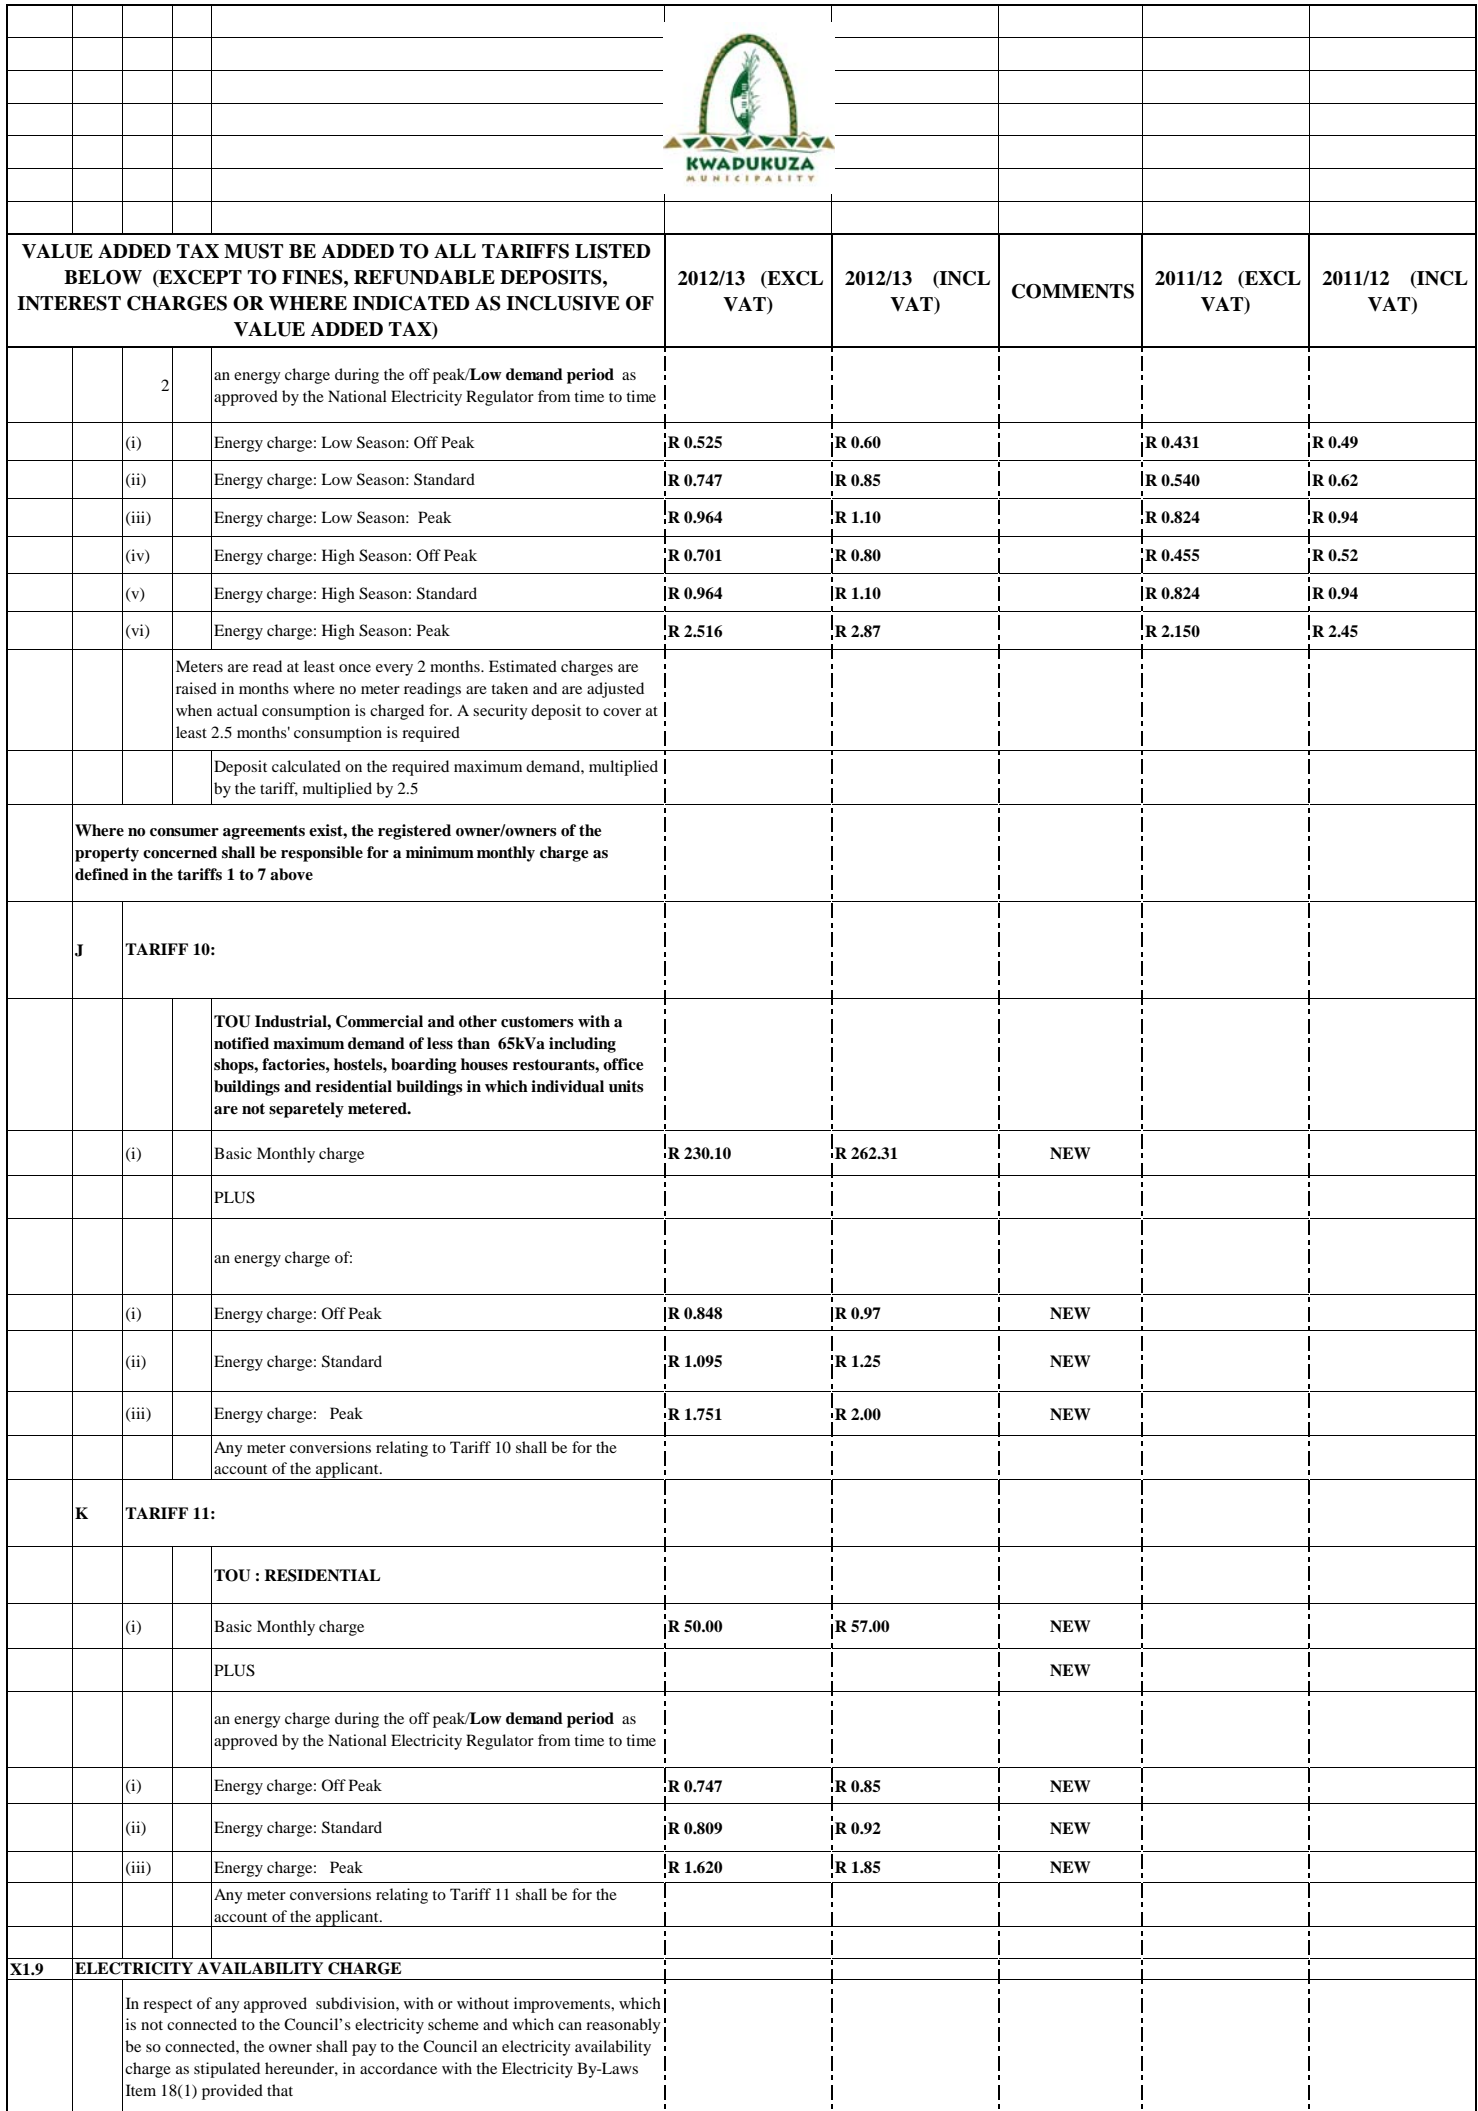 KWADUKUZA
MUNICIPALITY
VALUE ADDED TAX MUST BE ADDED TO ALL TARIFFS LISTED
BELOW (EXCEPT TO FINES, REFUNDABLE DEPOSITS,
INTEREST CHARGES OR WHERE INDICATED AS INCLUSIVE OF
VALUE ADDED TAX)
2012/13 (EXCL
VAT)
2012/13 (INCL
VAT)
COMMENTS
2011/12 (EXCL
VAT)
2011/12 (INCL
VAT)
2
an energy charge during the off peak/Low demand period as
approved by the National Electricity Regulator from time to time
(i) Energy charge: Low Season: Off Peak R 0.525 R 0.60 R 0.431 R 0.49
(ii) Energy charge: Low Season: Standard R 0.747 R 0.85 R 0.540 R 0.62
(iii) Energy charge: Low Season: Peak R 0.964 R 1.10 R 0.824 R 0.94
(iv) Energy charge: High Season: Off Peak R 0.701 R 0.80 R 0.455 R 0.52
(v) Energy charge: High Season: Standard R 0.964 R 1.10 R 0.824 R 0.94
(vi) Energy charge: High Season: Peak R 2.516 R 2.87 R 2.150 R 2.45
Meters are read at least once every 2 months. Estimated charges are
raised in months where no meter readings are taken and are adjusted
when actual consumption is charged for. A security deposit to cover at
least 2.5 months' consumption is required
Deposit calculated on the required maximum demand, multiplied
by the tariff, multiplied by 2.5
Where no consumer agreements exist, the registered owner/owners of the
property concerned shall be responsible for a minimum monthly charge as
defined in the tariffs 1 to 7 above
J TARIFF 10:
TOU Industrial, Commercial and other customers with a
notified maximum demand of less than 65kVa including
shops, factories, hostels, boarding houses restourants, office
buildings and residential buildings in which individual units
are not separetely metered.
(i) Basic Monthly charge R 230.10 R 262.31 NEW
PLUS
an energy charge of:
(i) Energy charge: Off Peak R 0.848 R 0.97 NEW
(ii) Energy charge: Standard R 1.095 R 1.25 NEW
(iii) Energy charge: Peak R 1.751 R 2.00 NEW
Any meter conversions relating to Tariff 10 shall be for the
account of the applicant.
K TARIFF 11:
TOU : RESIDENTIAL
(i) Basic Monthly charge R 50.00 R 57.00 NEW
PLUS NEW
an energy charge during the off peak/Low demand period as
approved by the National Electricity Regulator from time to time
(i) Energy charge: Off Peak R 0.747 R 0.85 NEW
(ii) Energy charge: Standard R 0.809 R 0.92 NEW
(iii) Energy charge: Peak R 1.620 R 1.85 NEW
Any meter conversions relating to Tariff 11 shall be for the
account of the applicant.
X1.9 ELECTRICITY AVAILABILITY CHARGE
In respect of any approved subdivision, with or without improvements, which
is not connected to the Council's electricity scheme and which can reasonably
be so connected, the owner shall pay to the Council an electricity availability
charge as stipulated hereunder, in accordance with the Electricity By-Laws
Item 18(1) provided that